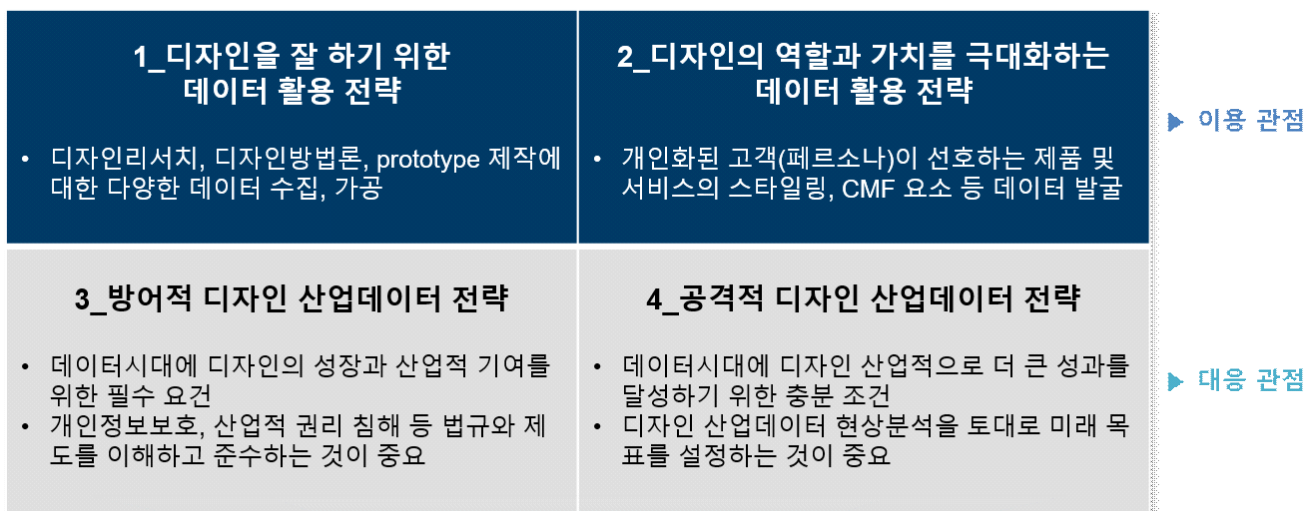 1_디자인을 잘 하기 위한
데이터 활용 전략
• 디자인리서치, 디자인방법론, prototype 제작에
대한 다양한 데이터 수집, 가공
2_디자인의 역할과 가치를 극대화하는
데이터 활용 전략
• 개인화된 고객(페르소나)이 선호하는 제품 및
서비스의 스타일링, CMF 요소 등 데이터 발굴
▶ 이용 관점
3_방어적 디자인 산업데이터 전략
• 데이터시대에 디자인의 성장과 산업적 기여를
위한 필수 요건
• 개인정보보호, 산업적 권리 침해 등 법규와 제
도를 이해하고 준수하는 것이 중요
4_공격적 디자인 산업데이터 전략
• 데이터시대에 디자인 산업적으로 더 큰 성과를
달성하기 위한 충분 조건
• 디자인 산업데이터 현상분석을 토대로 미래 목
표를 설정하는 것이 중요
▶ 대응 관점